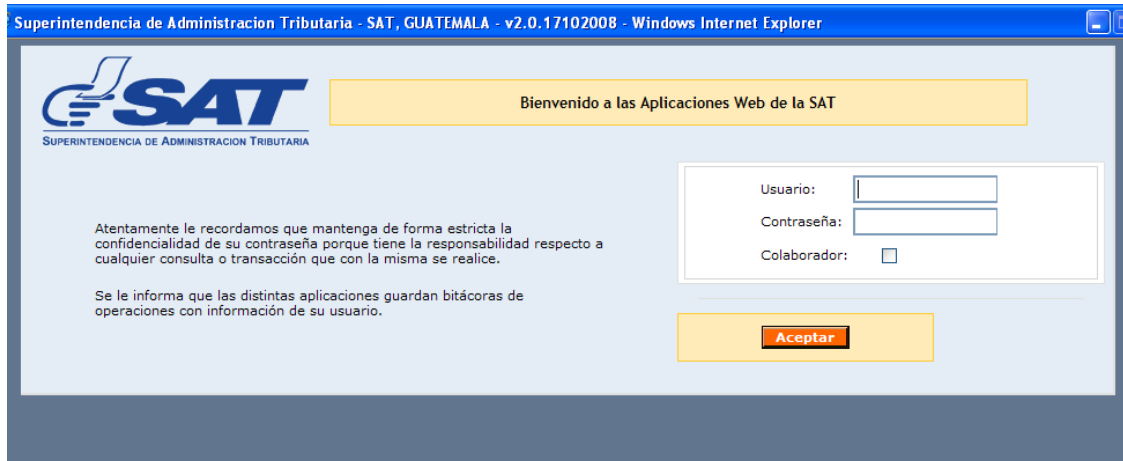 Superintendencia de Administracion Tributaria - SAT, GUATEMALA - v2.0.17102008 - Windows Internet Explorer
SAT
SUPERINTENDENCIA DE ADMINISTRACION TRIBUTARIA
Bienvenido a las Aplicaciones Web de la SAT
Usuario:
Contraseña:
Colaborador:
Atentamente le recordamos que mantenga de forma estricta la
confidencialidad de su contraseña porque tiene la responsabilidad respecto a
cualquier consulta o transacción que con la misma se realice.
Se le informa que las distintas aplicaciones guardan bitácoras de
operaciones con información de su usuario.
Aceptar